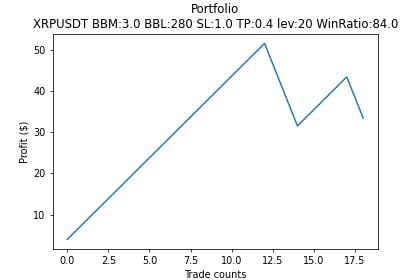 Portfolio
XRPUSDT BBM:3.0 BBL:280 SL:1.0 TP:0.4 lev:20 WinRatio:84.0
50
40
30
20
10
Profit ($)
0.0 2.5 5.0 7.5 10.0 12.5 15.0 17.5
Trade counts